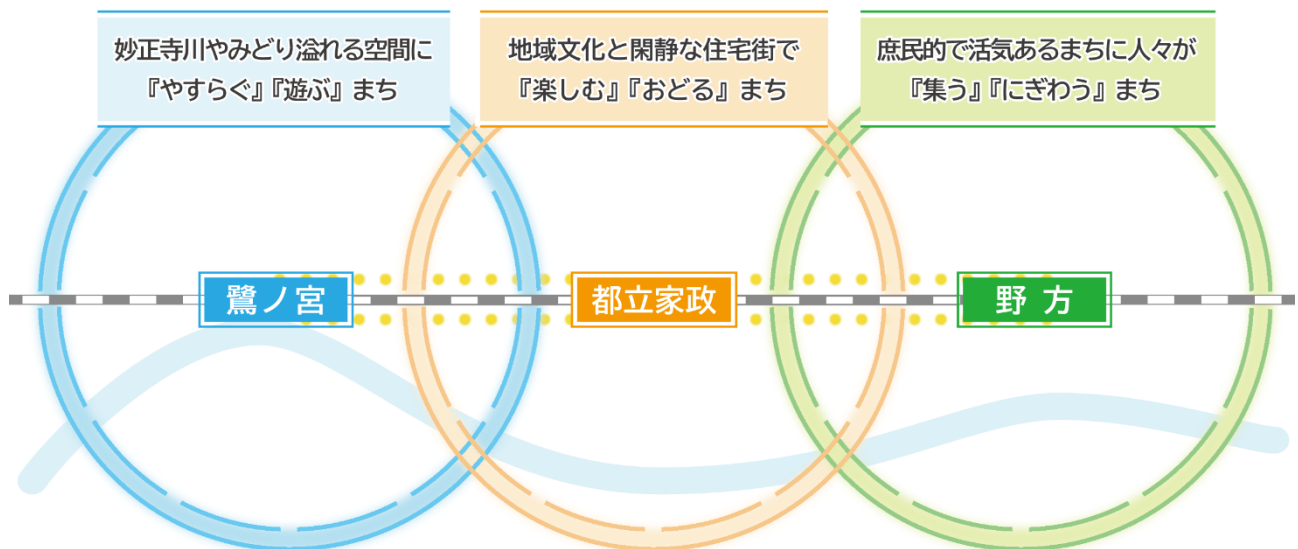 妙正寺川やみどり溢れる空間に
『やすらぐ』『遊ぶ』まち
地域文化と閑静な住宅街で
『楽しむ』『おどる』まち
庶民的で活気あるまちに人々が
『集う』『にぎわう』まち
鷺ノ宮
都立家政
野方